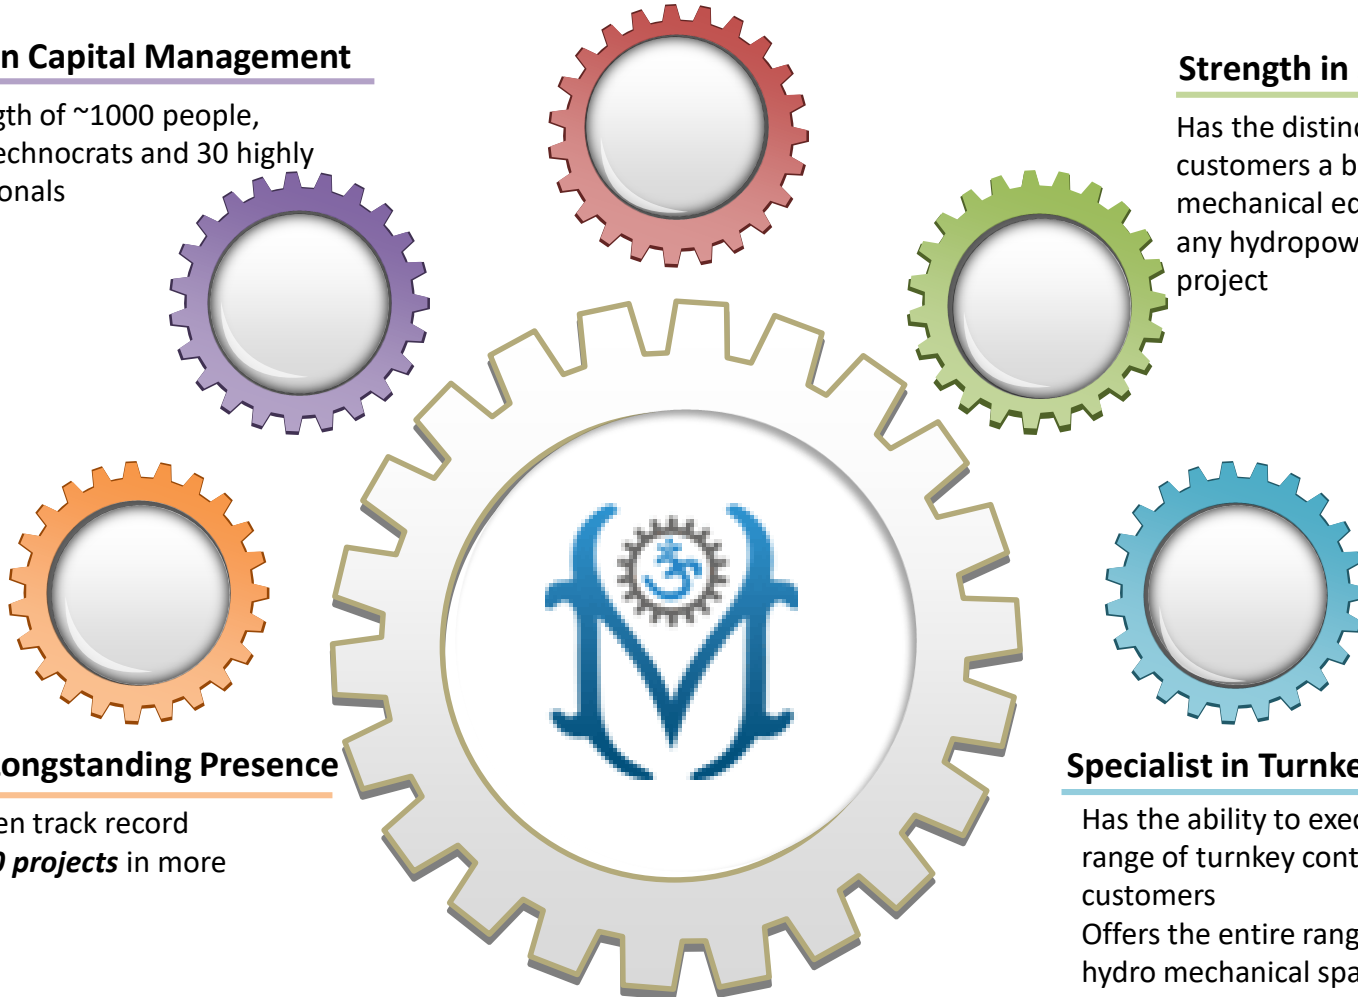 n Capital Management
gth of ~1000 people,
echnocrats and 30 highly
onals
Strength in
Has the distinc
customers a b
mechanical ec
any hydropow
project
Longstanding Presence
en track record
0 projects in more
Specialist in Turnke
Has the ability to exec
range of turnkey cont
customers
Offers the entire rang
hydro mechanical spa
ॐ